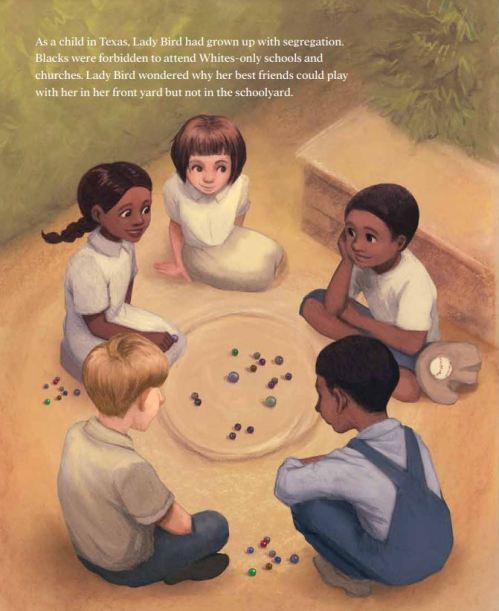 As a child in Texas, Lady Bird had grown up with segregation.
Blacks were forbidden to attend Whites-only schools and
churches. Lady Bird wondered why her best friends could play
with her in her front yard but not in the schoolyard.